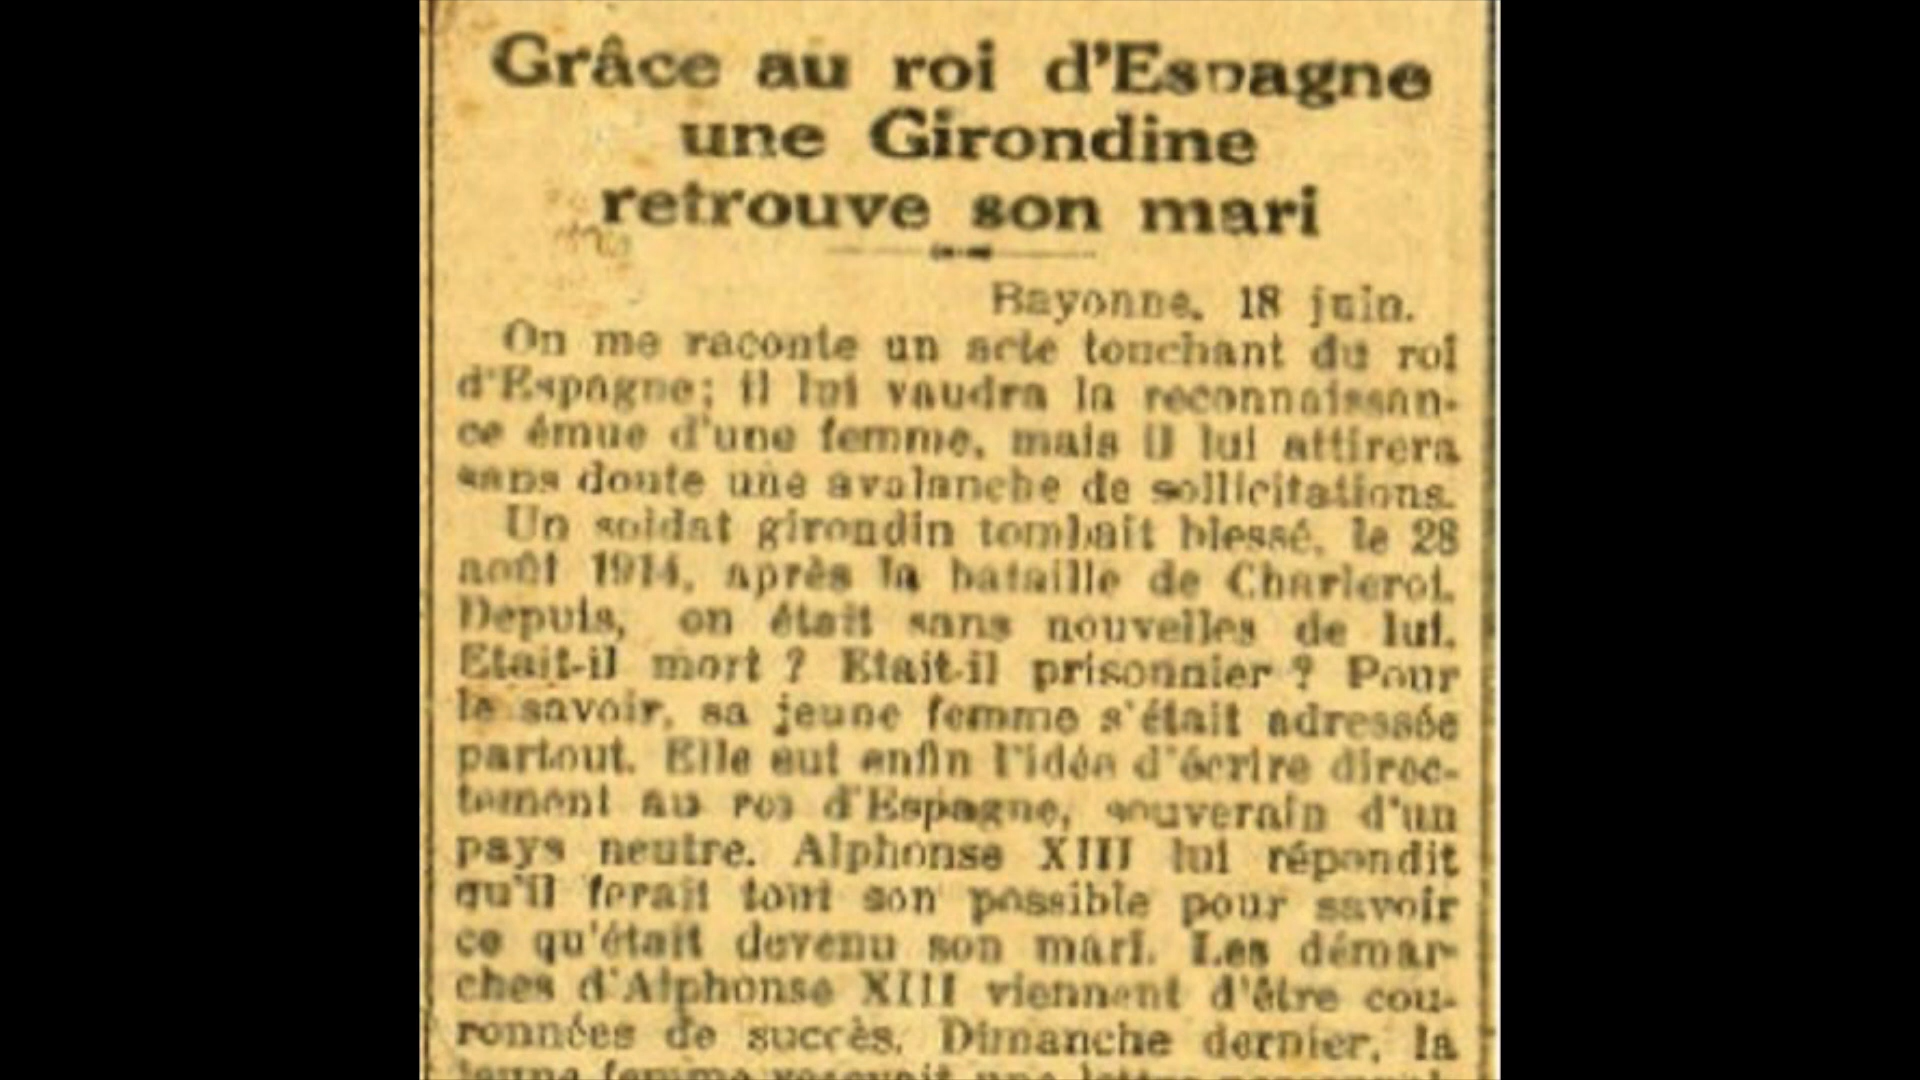 Grâce au roi d'Espagne
une Girondine
retrouve son mari
Bayonne, 18 juin.
On me raconte un acte touchant du roi
d'Espagne; il lui vaudra la reconnaissan-
ce émue d'une femme, mais il lui attirera
sans doute une avalanche de sollicitations.
Un soldat girondin tombait blessé, le 28
août 1914, après la bataille de Charleroi.
Depuis, on était sans nouvelles de lui.
Etait-il mort ? Etait-il prisonnier ? Pour
le savoir, sa jeune femme s'était adressée
partout. Elle eut enfin l'idée d'écrire direc-
tement au roi d'Espagne, souverain d'un
pays neutre. Alphonse XIII lui répondit
qu'il ferait tout son possible pour savoir
ce qu'était devenu son mari. Les démar-
ches d'Alphonse XIII viennent d'être cou-
ronnées de succès. Dimanche dernier, la
jeune femme recevait une lettre